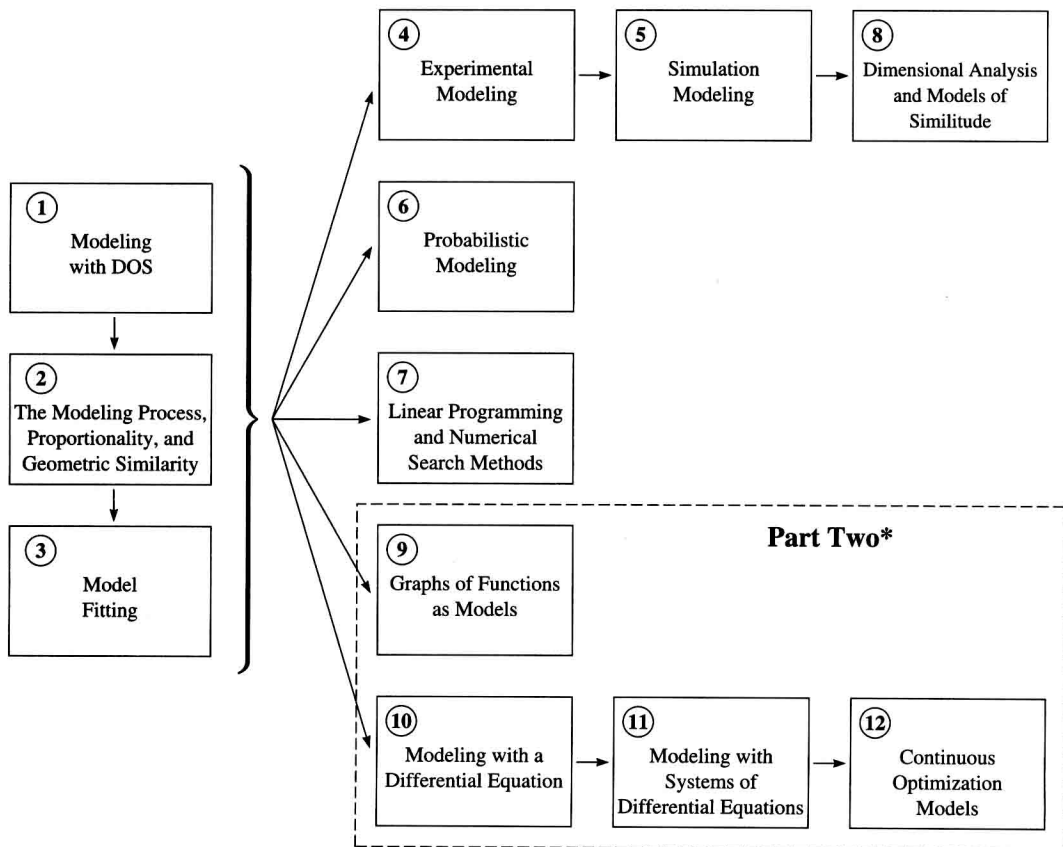 1
Modeling
with DOS
2
The Modeling Process,
Proportionality, and
Geometric Similarity
3
Model
Fitting
4
Experimental
Modeling
5
Simulation
Modeling
8
Dimensional Analysis
and Models of
Similitude
6
Probabilistic
Modeling
7
Linear Programming
and Numerical
Search Methods
Part Two*
9
Graphs of Functions
as Models
10
Modeling with a
Differential Equation
11
Modeling with
Systems of
Differential Equations
12
Continuous
Optimization
Models